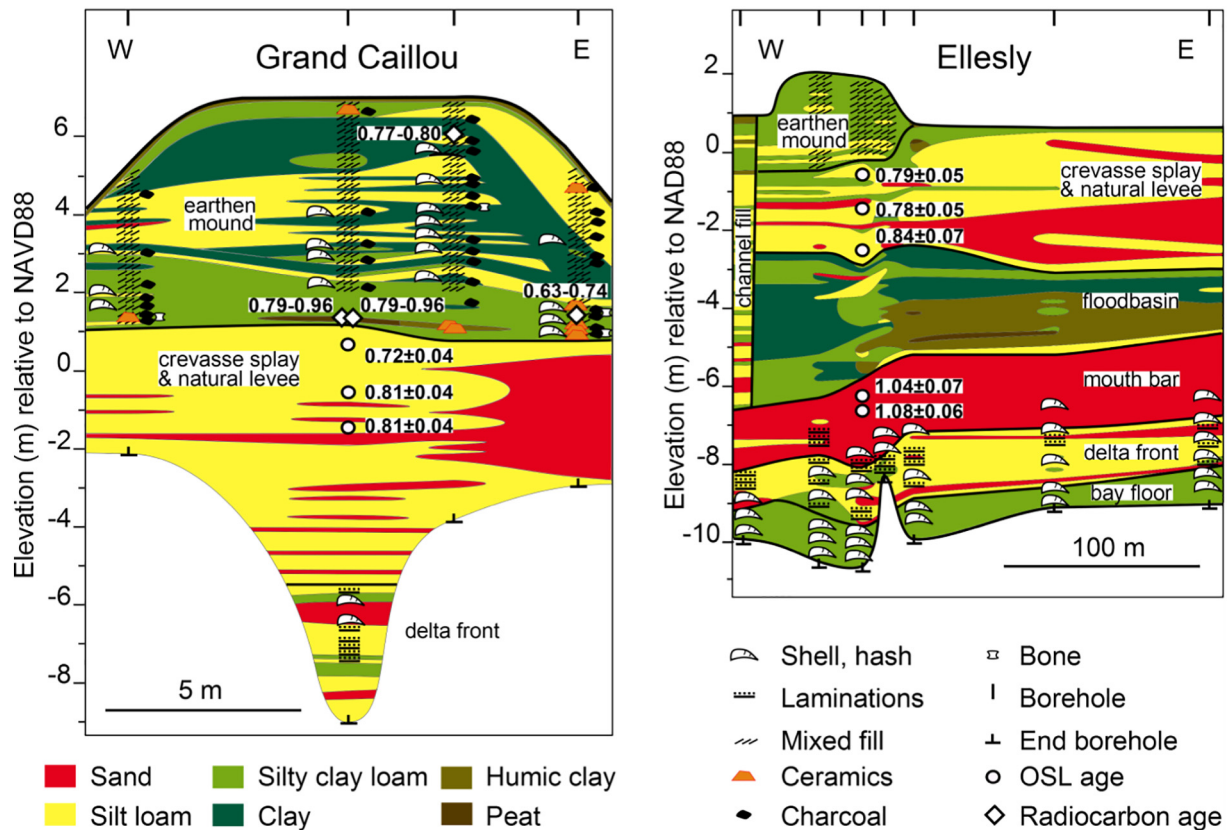 W
Grand Caillou
E
Elevation (m) relative to NAVD88
6
4
2
0
-2
-4
-6
-8
0.77-0.80
earthen
mound
0.63-0.74
0.79-0.96
0.79-0.96
crevasse splay
& natural levee
0.72±0.04
0.81±0.04
0.81±0.04
delta front
5 m
W
Ellesly
E
Elevation (m) relative to NAD88
2
0
-2
-4
-6
-8
-10
earthen
mound
crevasse splay
& natural levee
0.79±0.05
0.78±0.05
0.84±0.07
channel fill
floodbasin
mouth bar
1.04±0.07
1.08±0.06
delta front
bay floor
100 m
Sand
Silt loam
Silty clay loam
Clay
Humic clay
Peat
Shell, hash
Laminations
Mixed fill
Ceramics
Charcoal
Bone
Borehole
End borehole
OSL age
Radiocarbon age